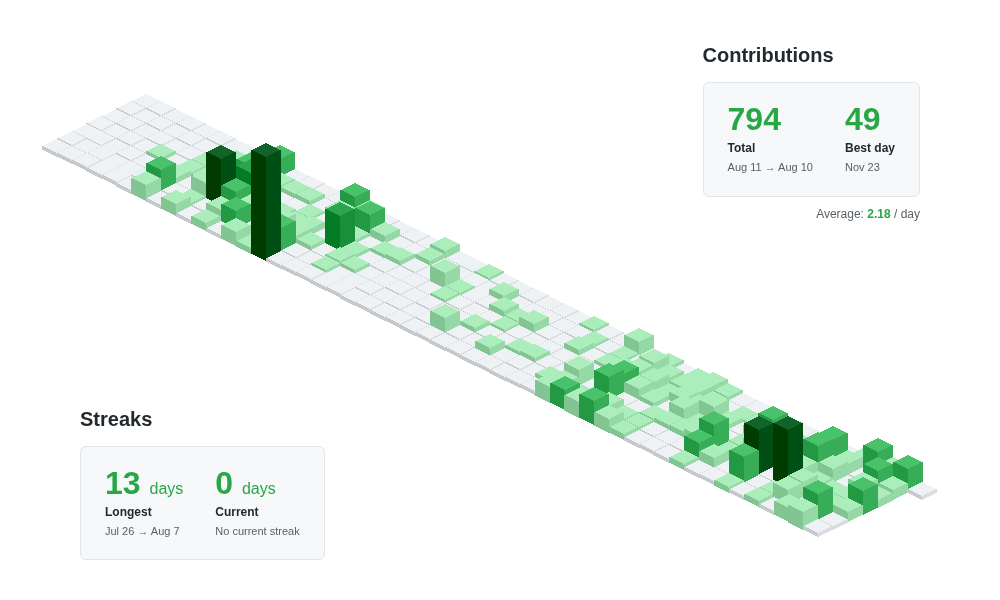 Contributions
794 49
Total Best day
Aug 11 → Aug 10 Nov 23
Average: 2.18 / day
Streaks
13 days 0 days
Longest Current
Jul 26 → Aug 7 No current streak